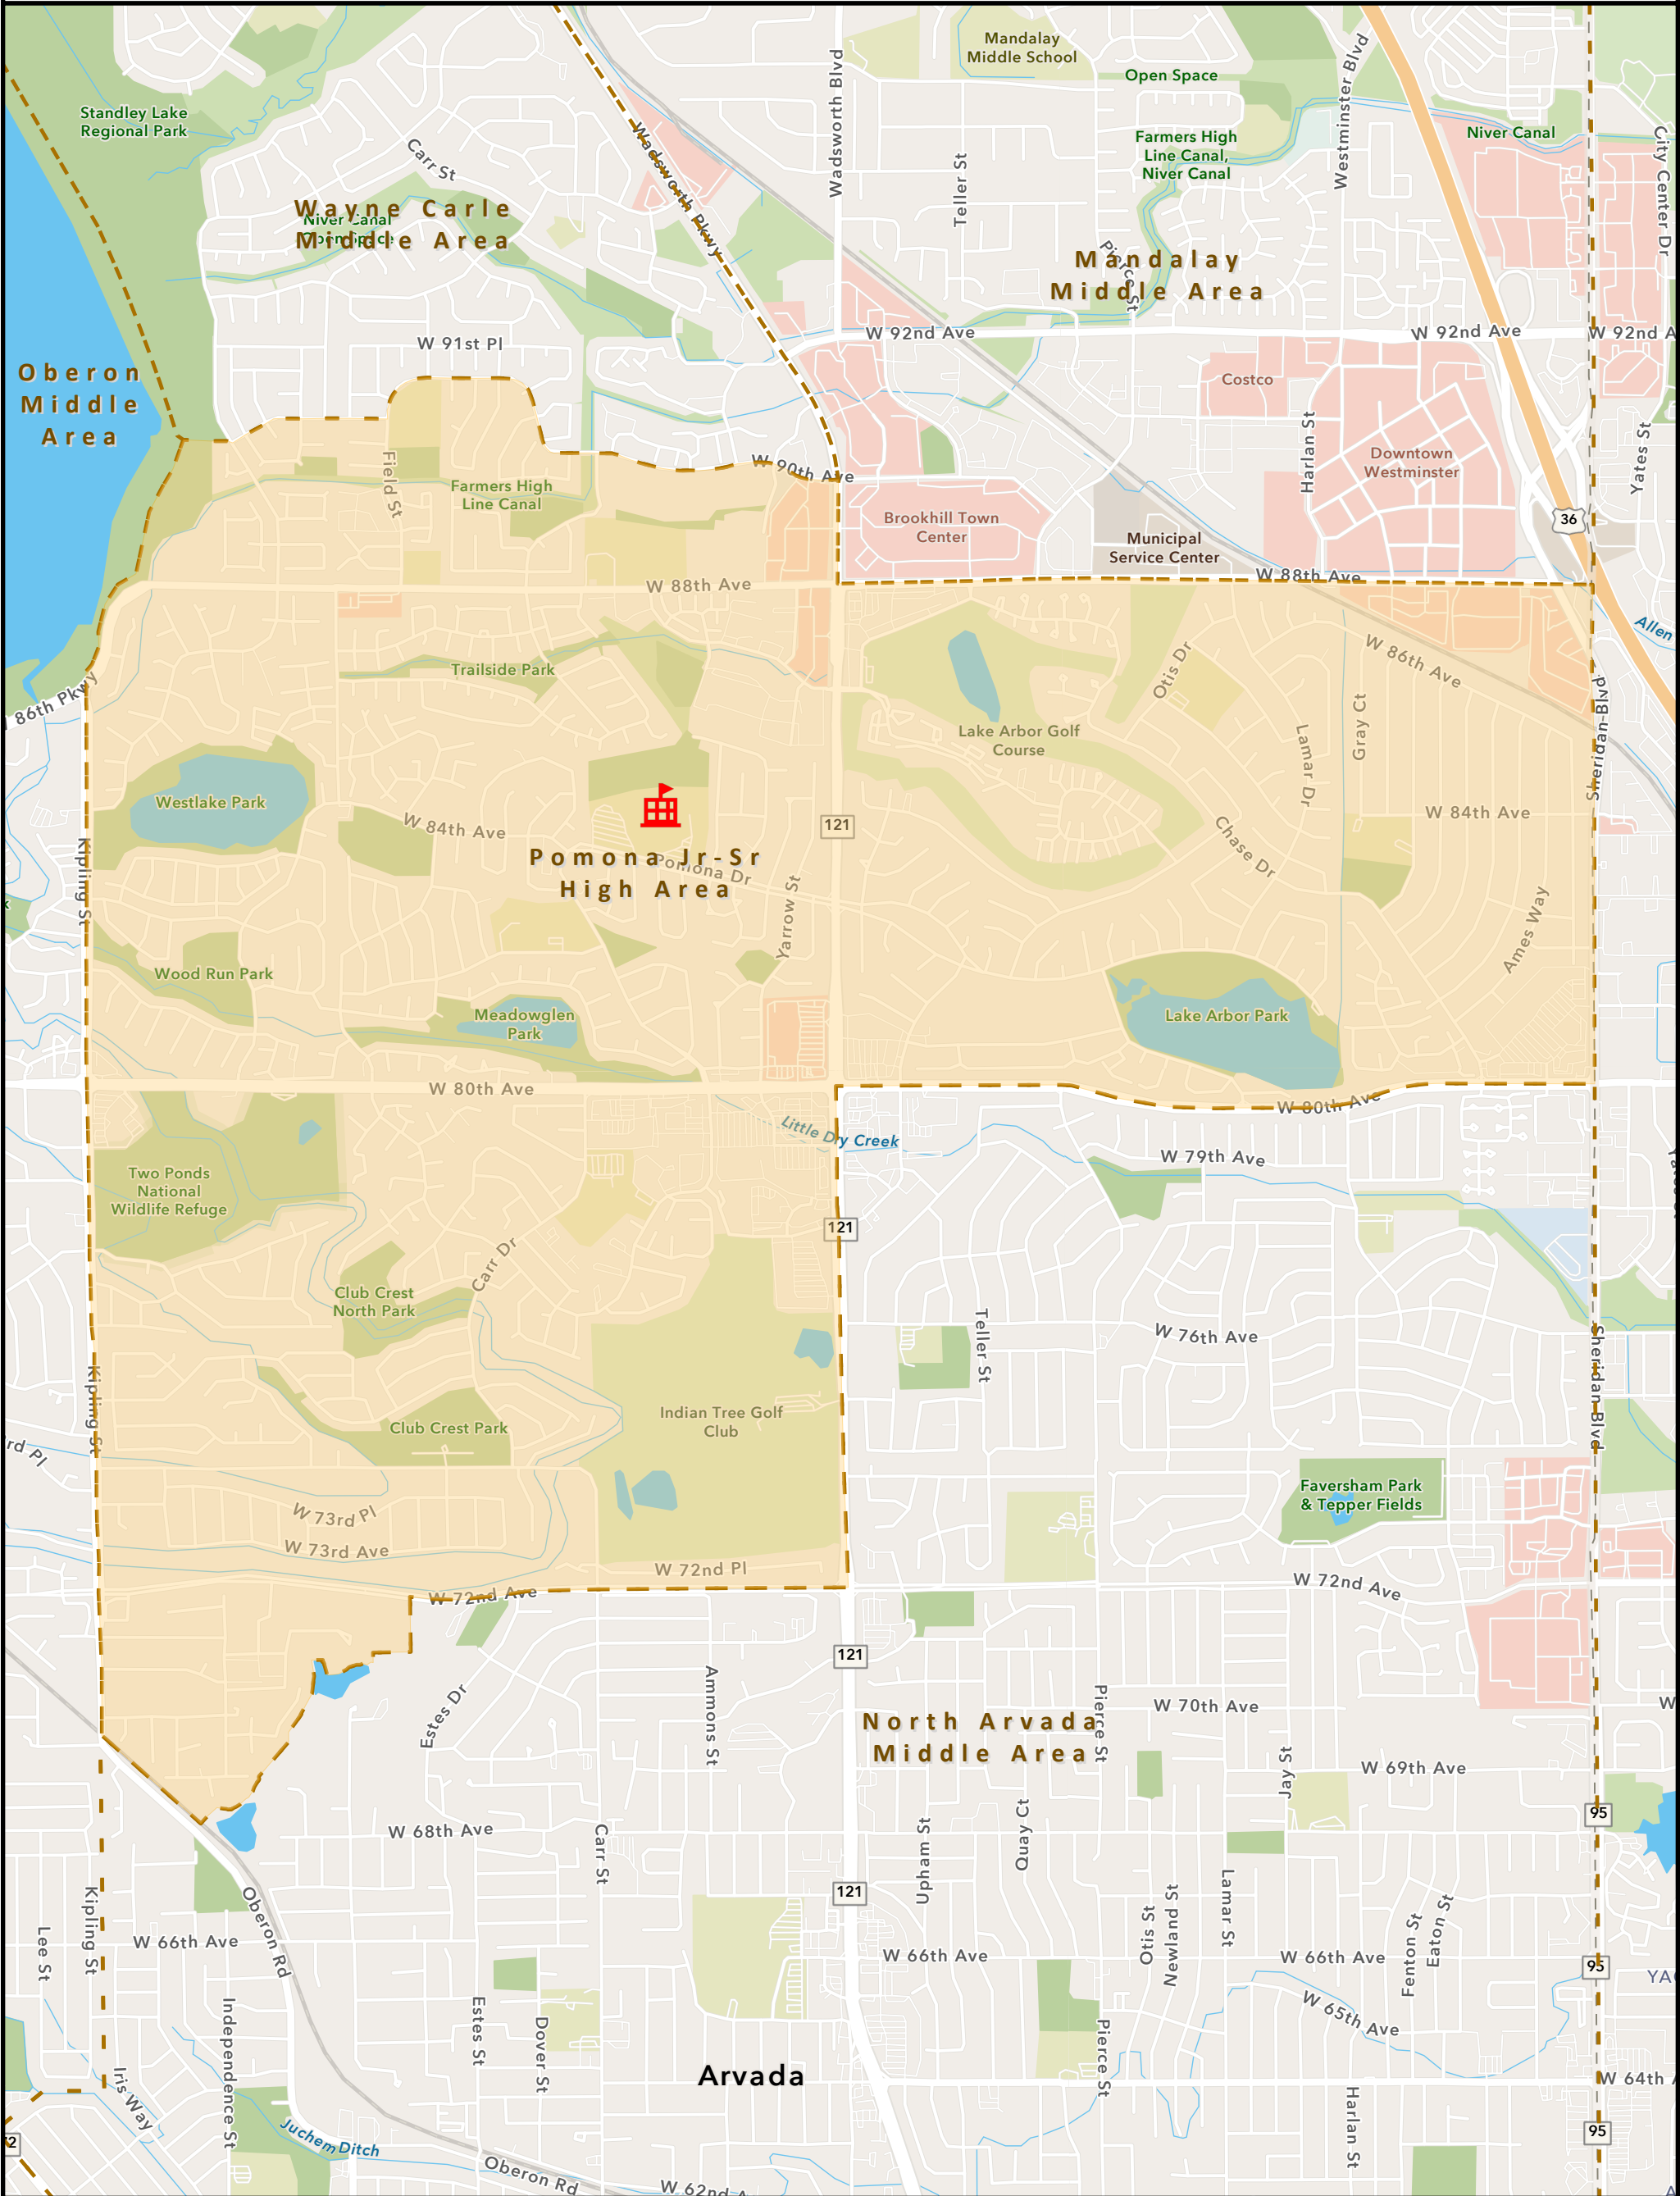 Mandalay
Middle School
Open Space
Standley Lake
Regional Park
Wadsworth Blvd
Westminster Blvd
Niver Canal
City Center Dr
Farmers High
Line Canal,
Niver Canal
Carr St
Teller St
Wadsworth Pkwy
Wayne Carle
Middle Area
Niver Canal
Open Space
Pierce St
Mandalay
Middle Area
W 92nd Ave
W 92nd Ave
W 92nd A
W 91st Pl
Oberon
Middle
Area
Costco
Harlan St
Downtown
Westminster
Yates St
Field St
W 90th Ave
Farmers High
Line Canal
Brookhill Town
Center
36
Municipal
Service Center
W 88th Ave
W 88th Ave
Allen
86th Pkwy
Trailside Park
Otis Dr
W 86th Ave
Sheridan Blvd
Lake Arbor Golf
Course
Gray Ct
Lamar Dr
Westlake Park
W 84th Ave
W 84th Ave
121
Chase Dr
Pomona Jr-Sr
High Area
Pomona Dr
Kipling St
Yarrow St
Ames Way
Wood Run Park
Meadowglen
Park
Lake Arbor Park
W 80th Ave
W 80th Ave
Little Dry Creek
W 79th Ave
Two Ponds
National
Wildlife Refuge
121
Carr Dr
Club Crest
North Park
Teller St
W 76th Ave
Sheridan Blvd
Kipling St
Indian Tree Golf
Club
Club Crest Park
rd Pl
Faversham Park
& Tepper Fields
W 73rd Pl
W 73rd Ave
W 72nd Pl
W 72nd Ave
W 72nd Ave
121
Estes Dr
Ammons St
Pierce St
W 70th Ave
W
North Arvada
Middle Area
Jay St
W 69th Ave
95
W 68th Ave
Carr St
Upham St
Quay Ct
121
Kipling St
Lee St
Oberon Rd
W 66th Ave
W 66th Ave
Otis St
Newland St
Lamar St
W 66th Ave
Fenton St
Eaton St
95
YA
W 65th Ave
Independence St
Estes St
Dover St
Pierce St
Iris Way
Arvada
W 64th A
Harlan St
95
Juchem Ditch
Oberon Rd
W 62nd A